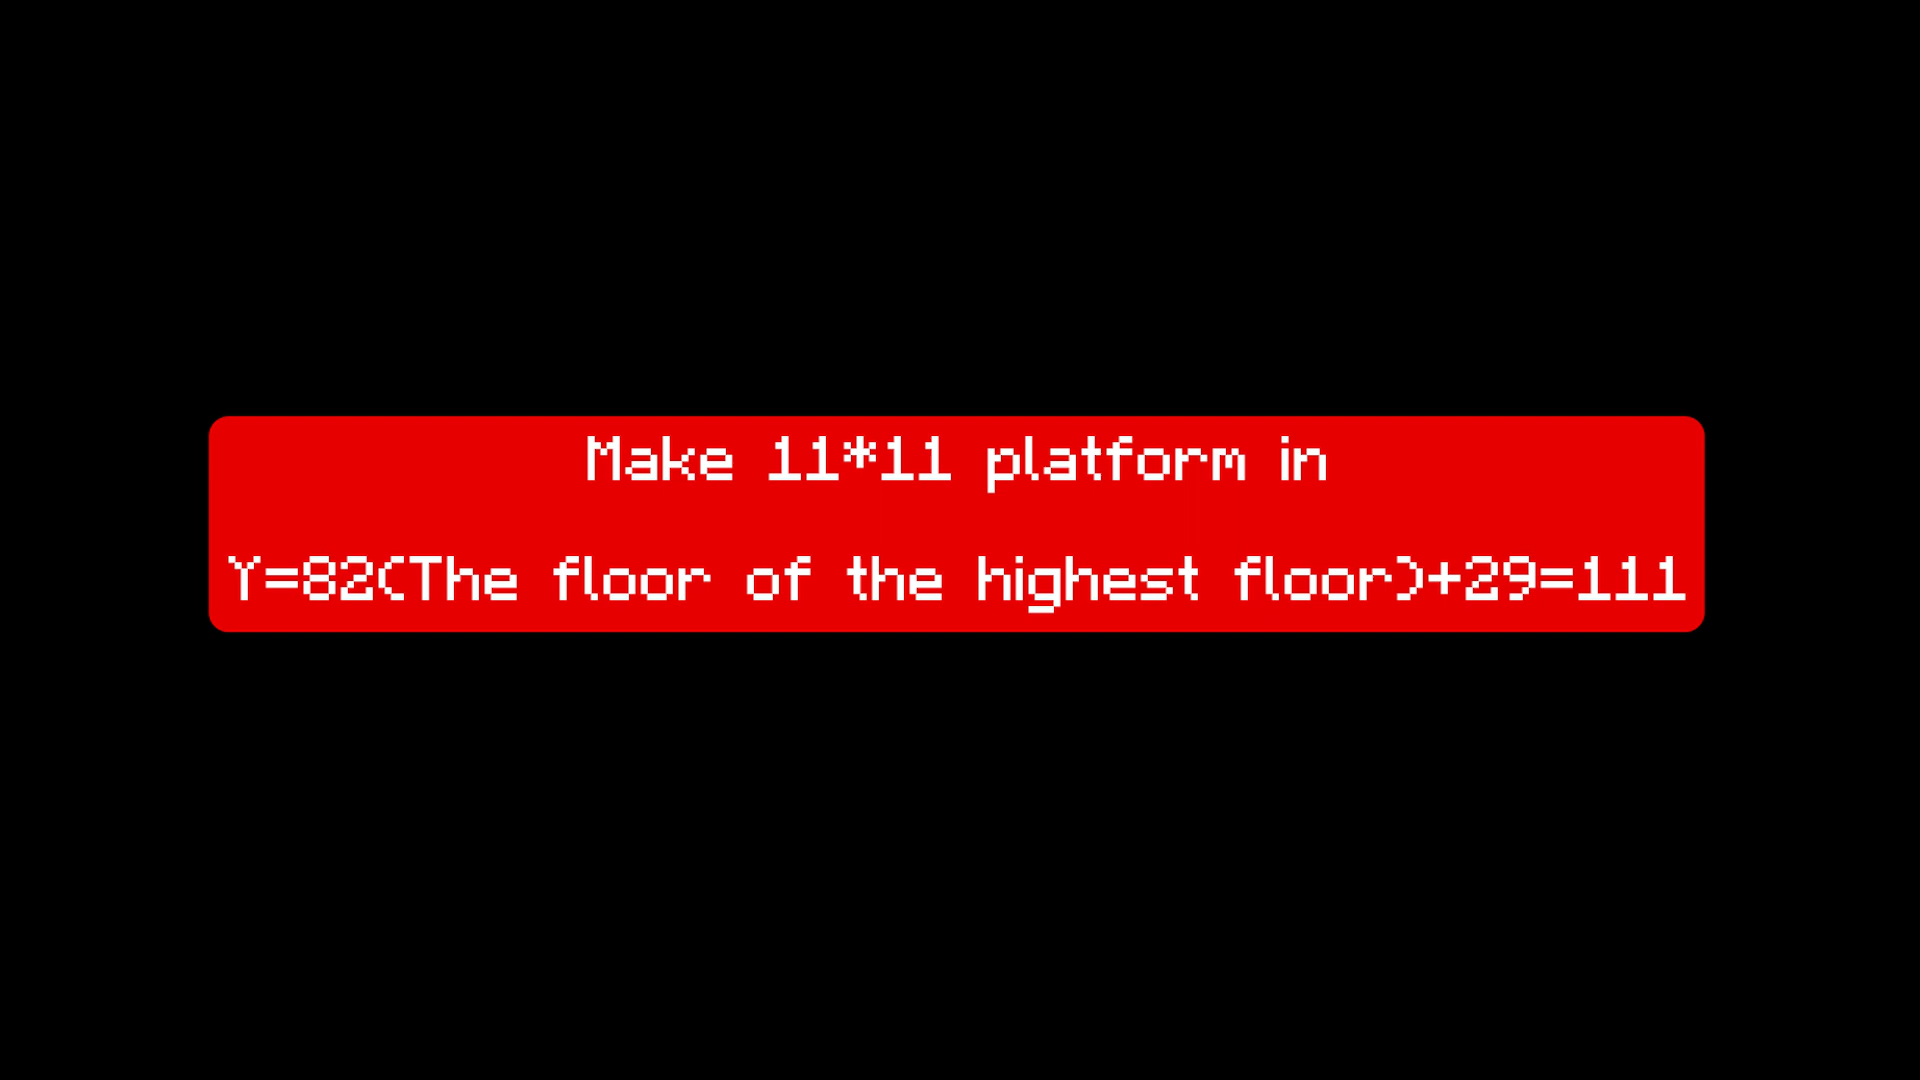 Make 11*11 platform in
Y=82(The floor of the highest floor)+29=111